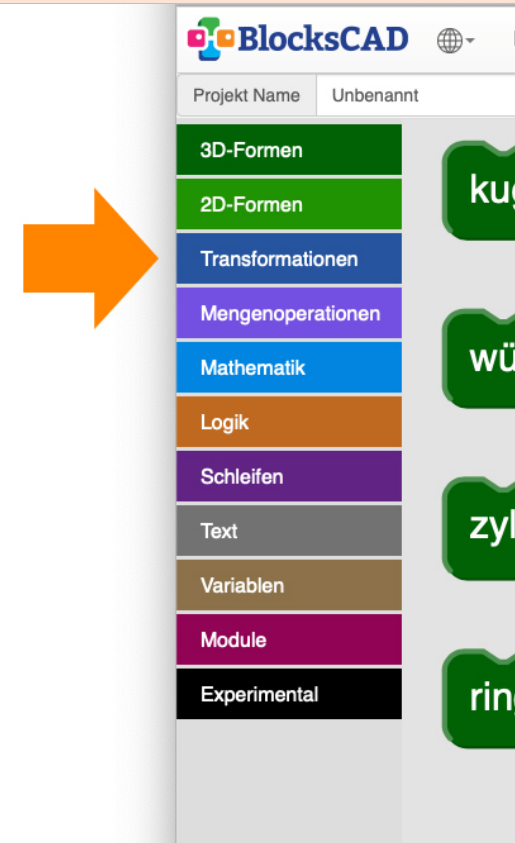 BlocksCAD
Projekt Name Unbenannt
3D-Formen
2D-Formen
Transformationen
Mengenoperationen
Mathematik
Logik
Schleifen
Text
Variablen
Module
Experimental